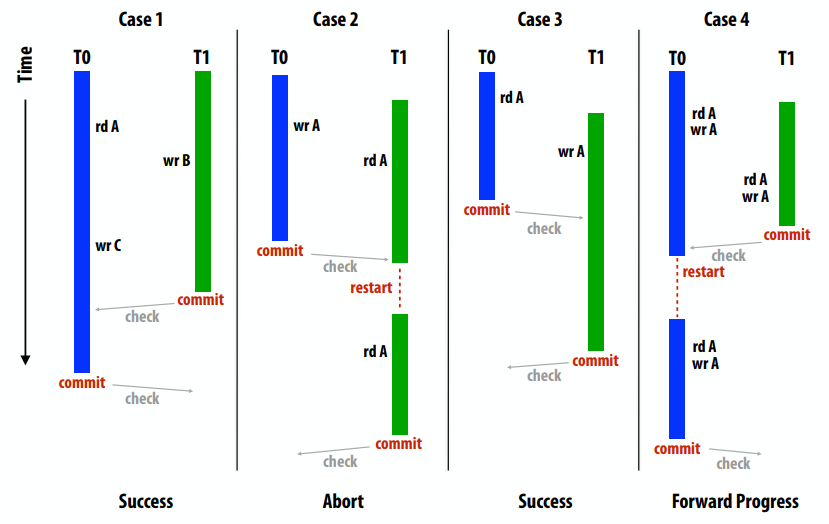 Case 1
Case 2
Case 3
Case 4
Time
T0
T1
rd A
wr B
wr C
commit
check
commit
check
Success
T0
T1
wr A
rd A
commit
check
restart
rd A
commit
check
Abort
T0
T1
rd A
wr A
commit
check
commit
check
Success
T0
T1
rd A
wr A
rd A
wr A
commit
check
restart
rd A
wr A
commit
check
Forward Progress